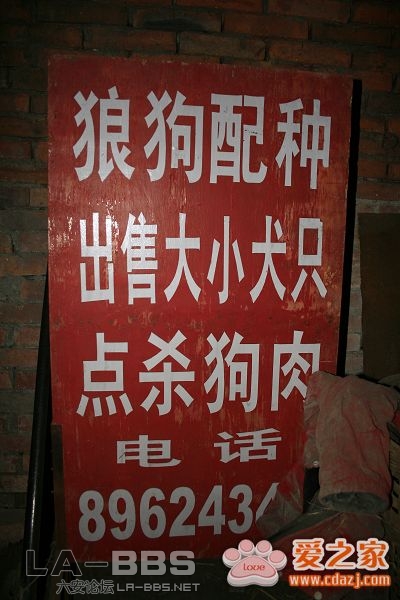 狼狗配种
出售大小犬只
点杀狗肉
电话
8962434
LA-BBS
六安论坛 LA-BBS.NET
Love
爱之家
www.cdazj.com